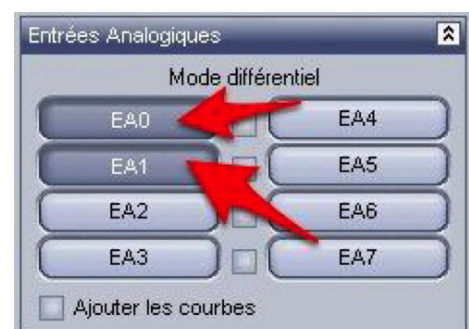 Entrées Analogiques
Mode différentiel
EA0 EA4
EA1 EA5
EA2 EA6
EA3 EA7
Ajouter les courbes